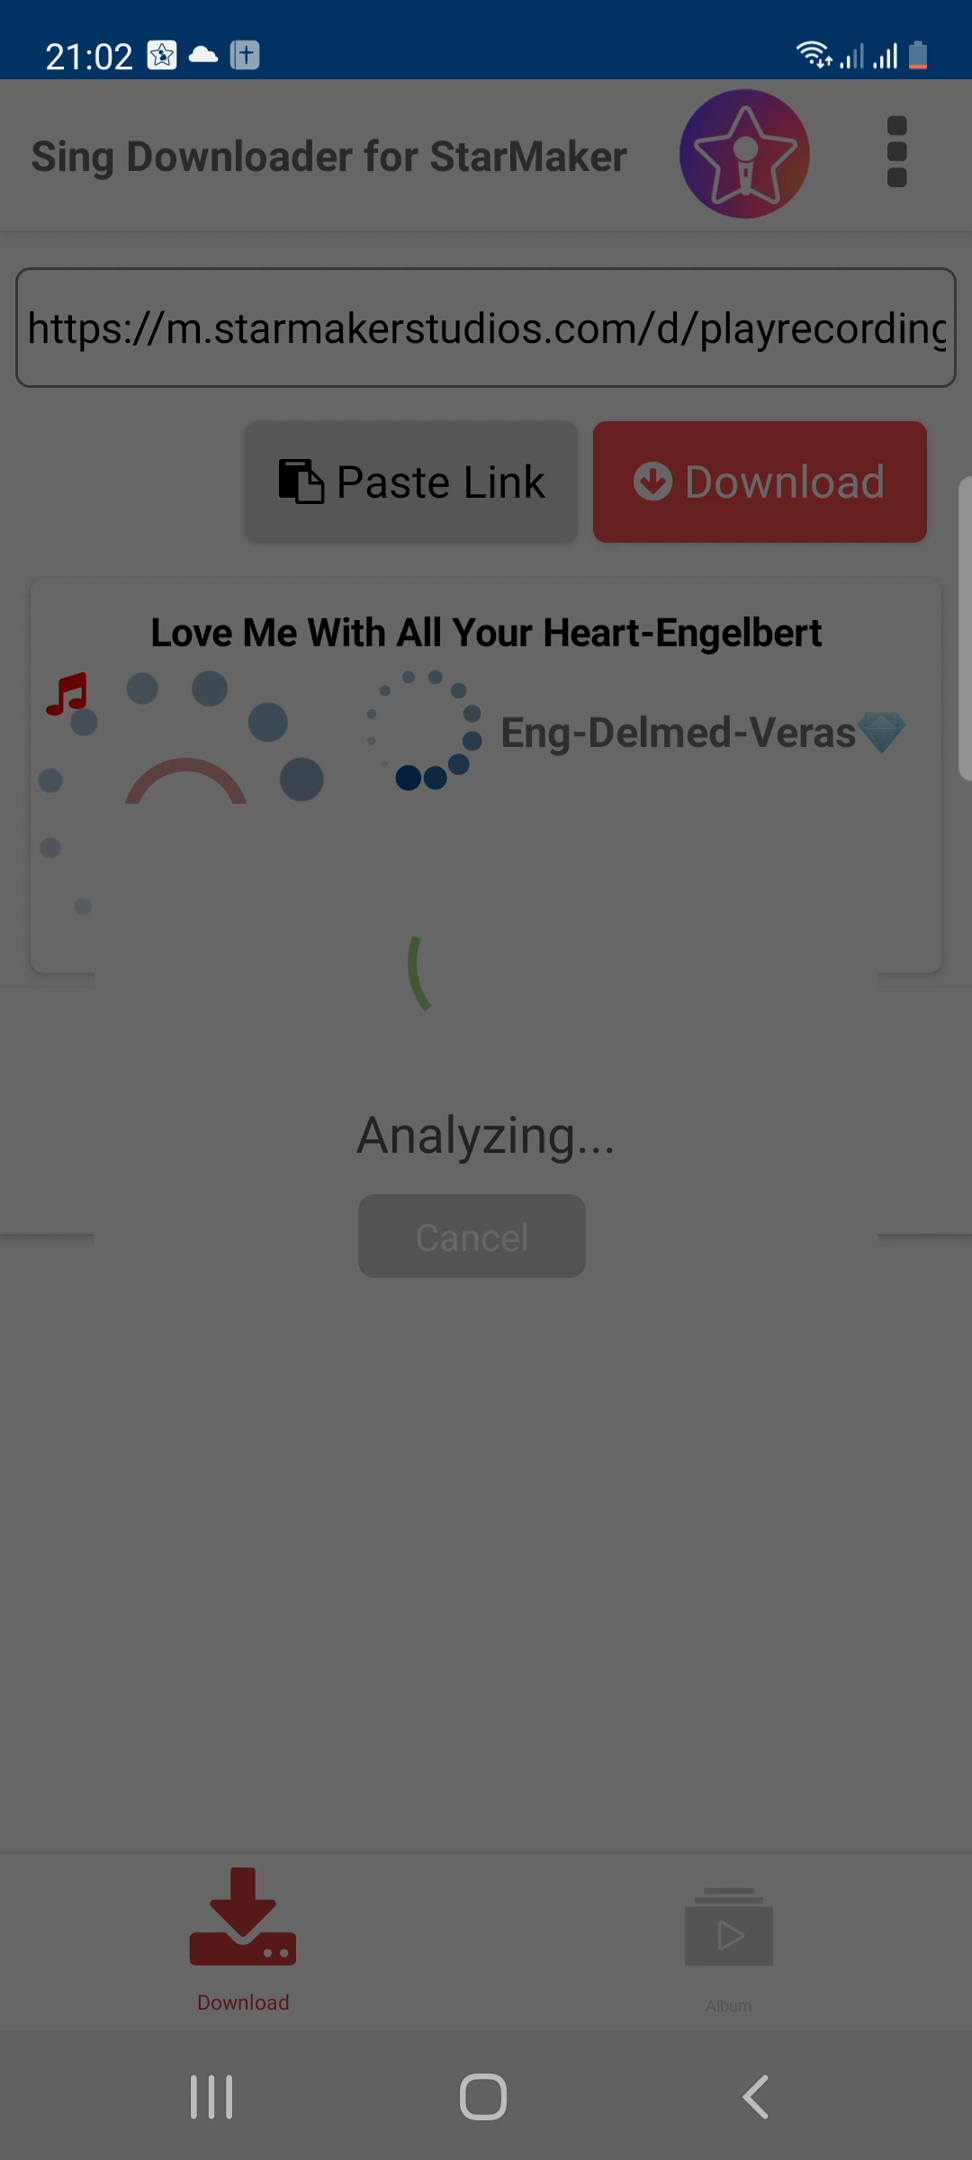 21:02
Sing Downloader for StarMaker
https://m.starmakerstudios.com/d/playrecording
Paste Link
Download
Love Me With All Your Heart-Engelbert
Eng-Delmed-Veras💎
Analyzing...
Cancel
Download
Album